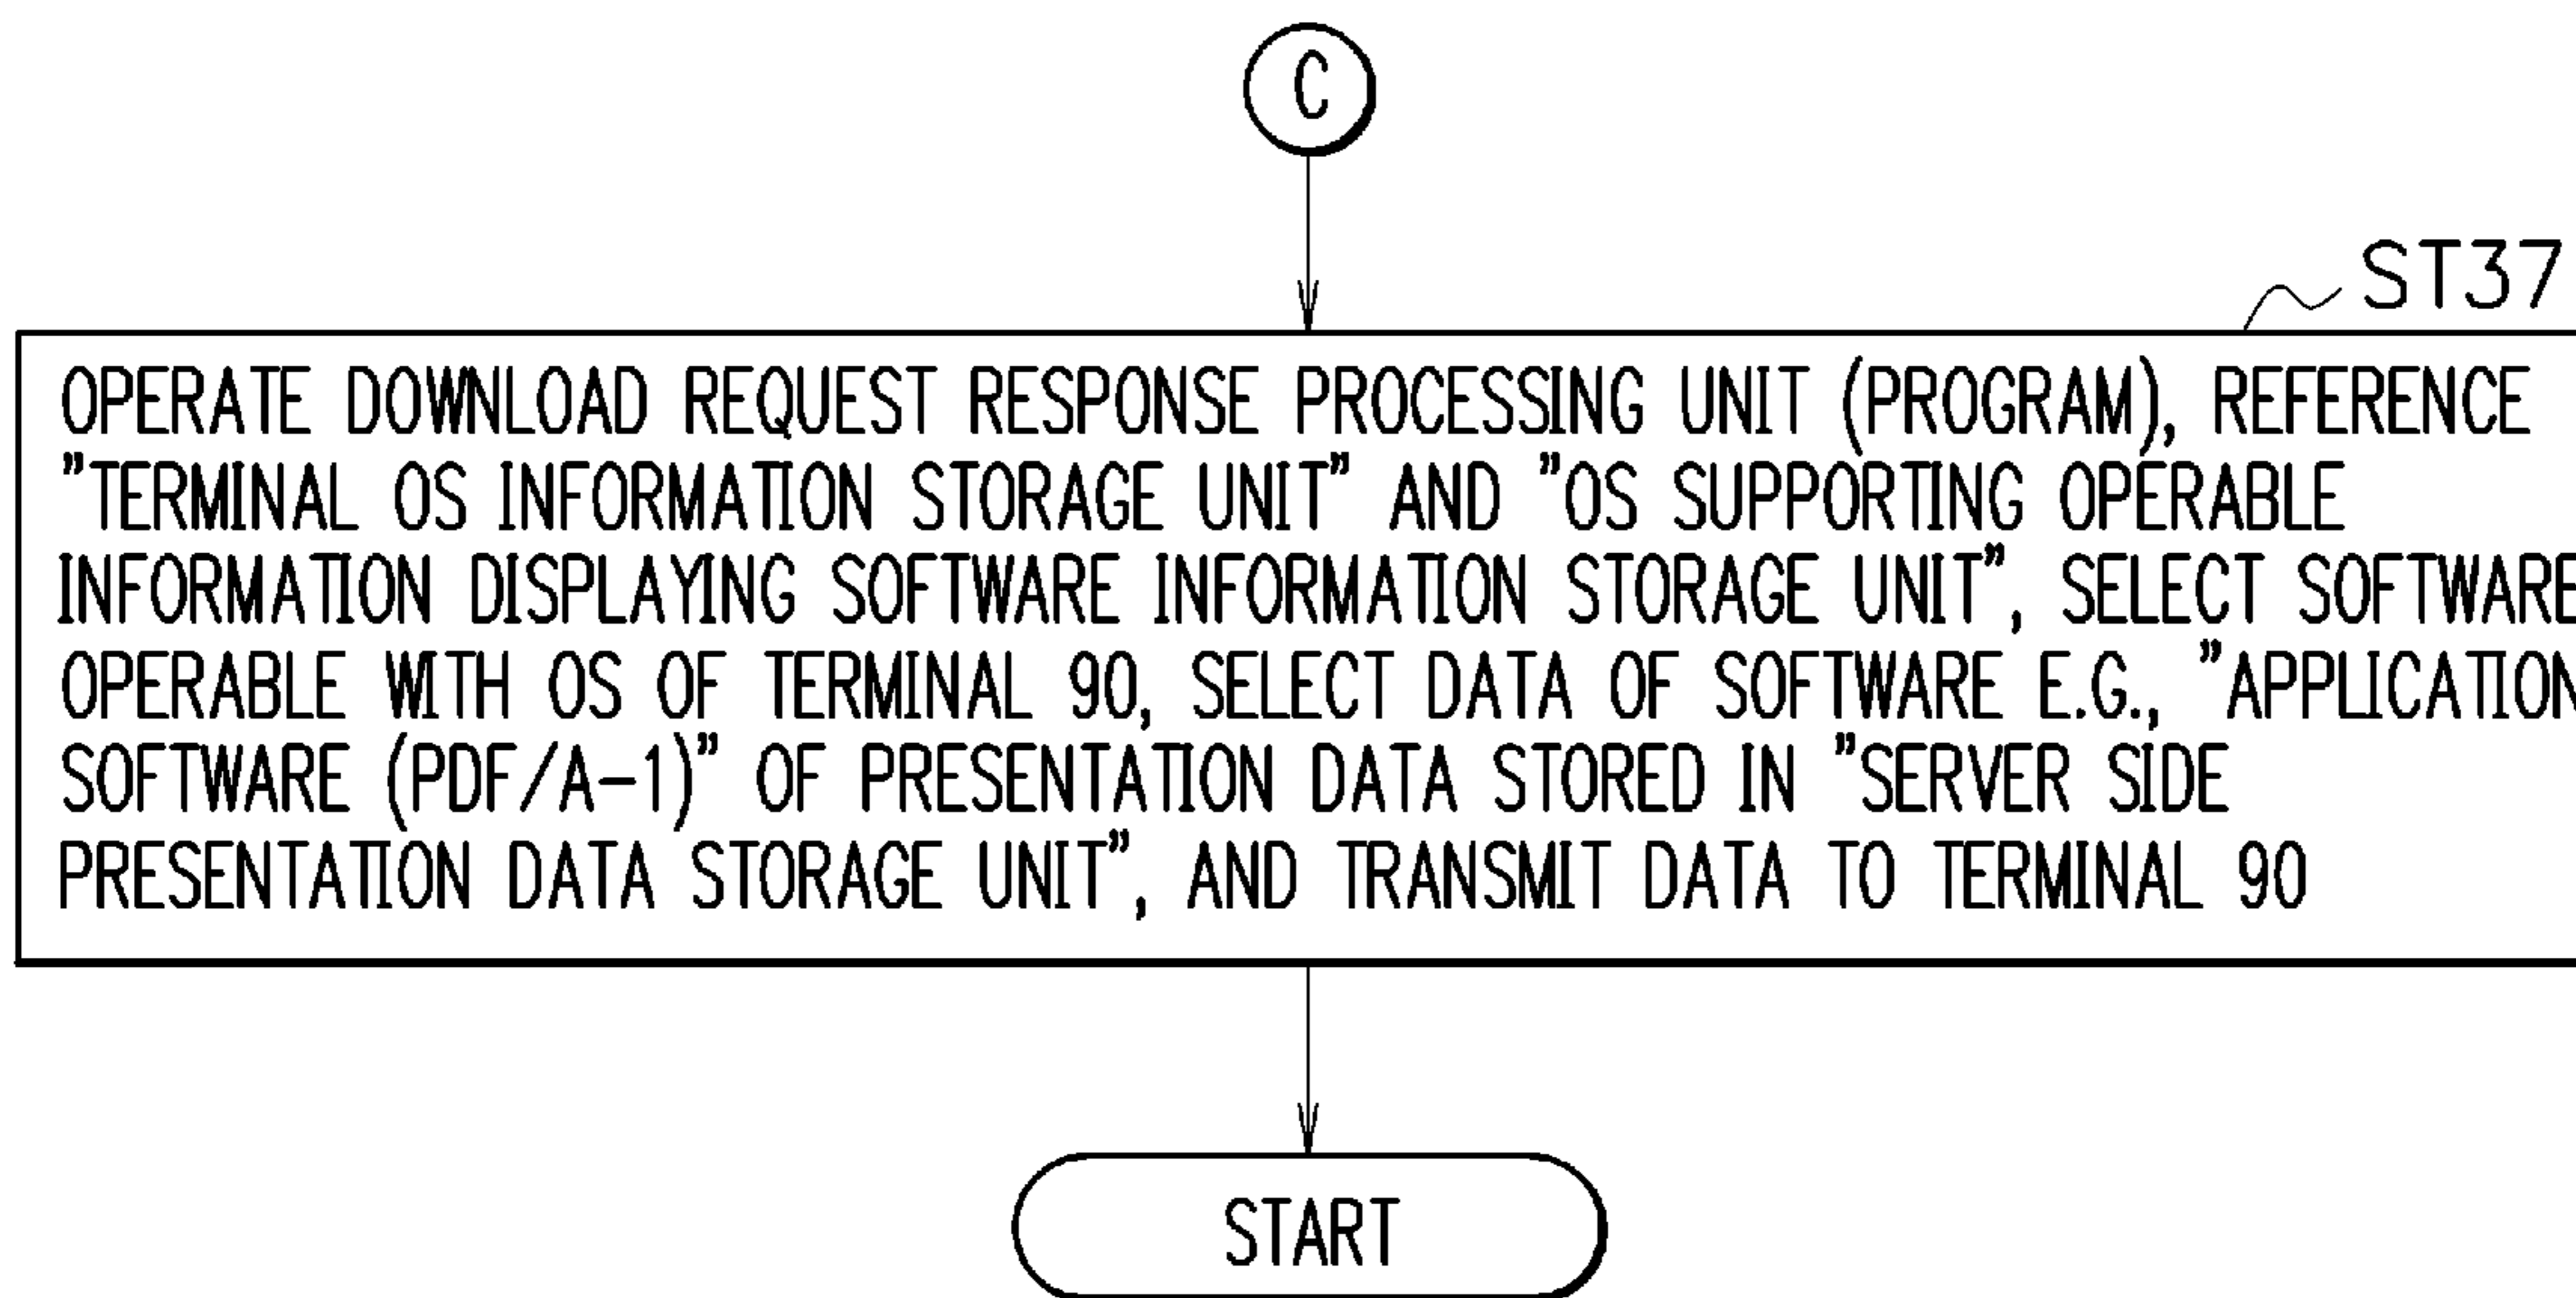 C
ST37
OPERATE DOWNLOAD REQUEST RESPONSE PROCESSING UNIT (PROGRAM), REFERENCE
"TERMINAL OS INFORMATION STORAGE UNIT" AND "OS SUPPORTING OPERABLE
INFORMATION DISPLAYING SOFTWARE INFORMATION STORAGE UNIT", SELECT SOFTWARE
OPERABLE WITH OS OF TERMINAL 90, SELECT DATA OF SOFTWARE E.G., "APPLICATION
SOFTWARE (PDF/A-1)" OF PRESENTATION DATA STORED IN "SERVER SIDE
PRESENTATION DATA STORAGE UNIT", AND TRANSMIT DATA TO TERMINAL 90
START